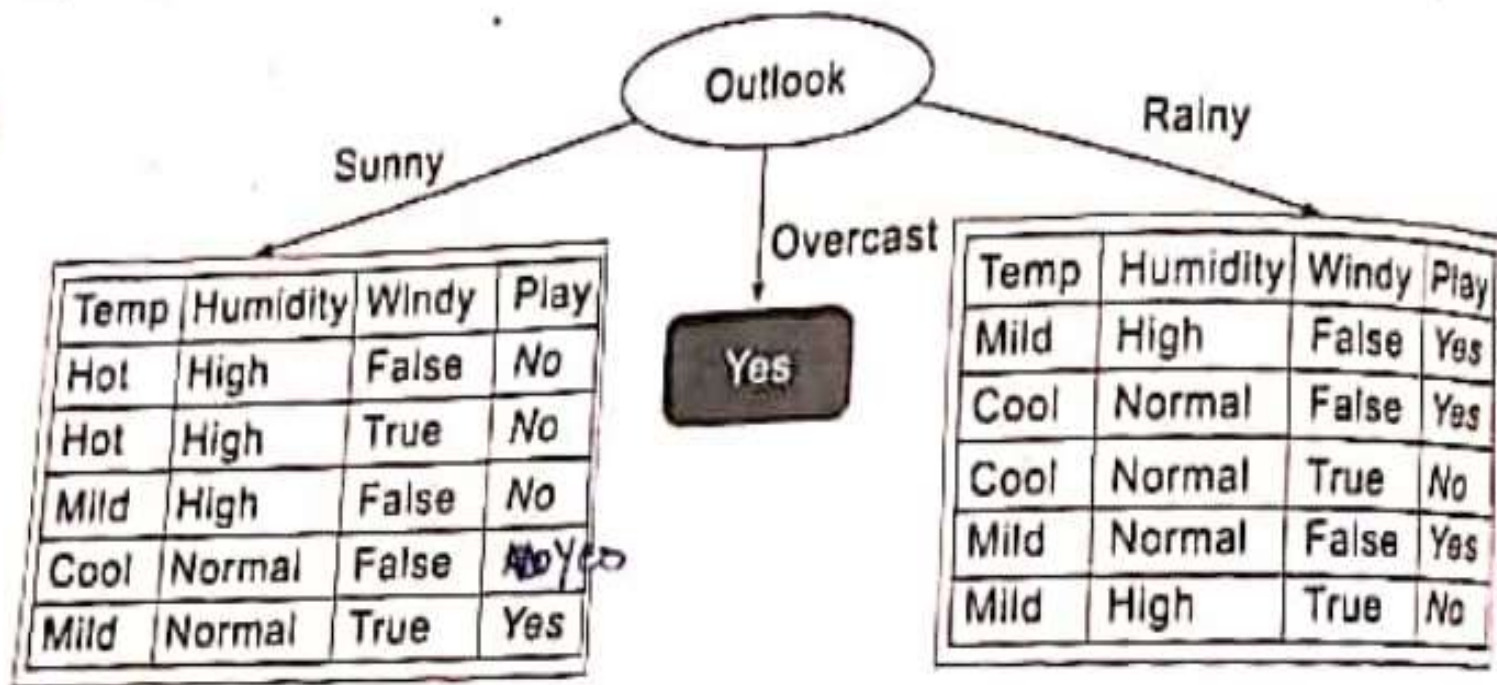 Outlook
Sunny
Overcast
Rainy
Temp Humidity Windy Play
Hot High False No
Hot High True No
Mild High False No
Cool Normal False Yes
Mild Normal True Yes
Yes
Temp Humidity Windy Play
Mild High False Yes
Cool Normal False Yes
Cool Normal True No
Mild Normal False Yes
Mild High True No